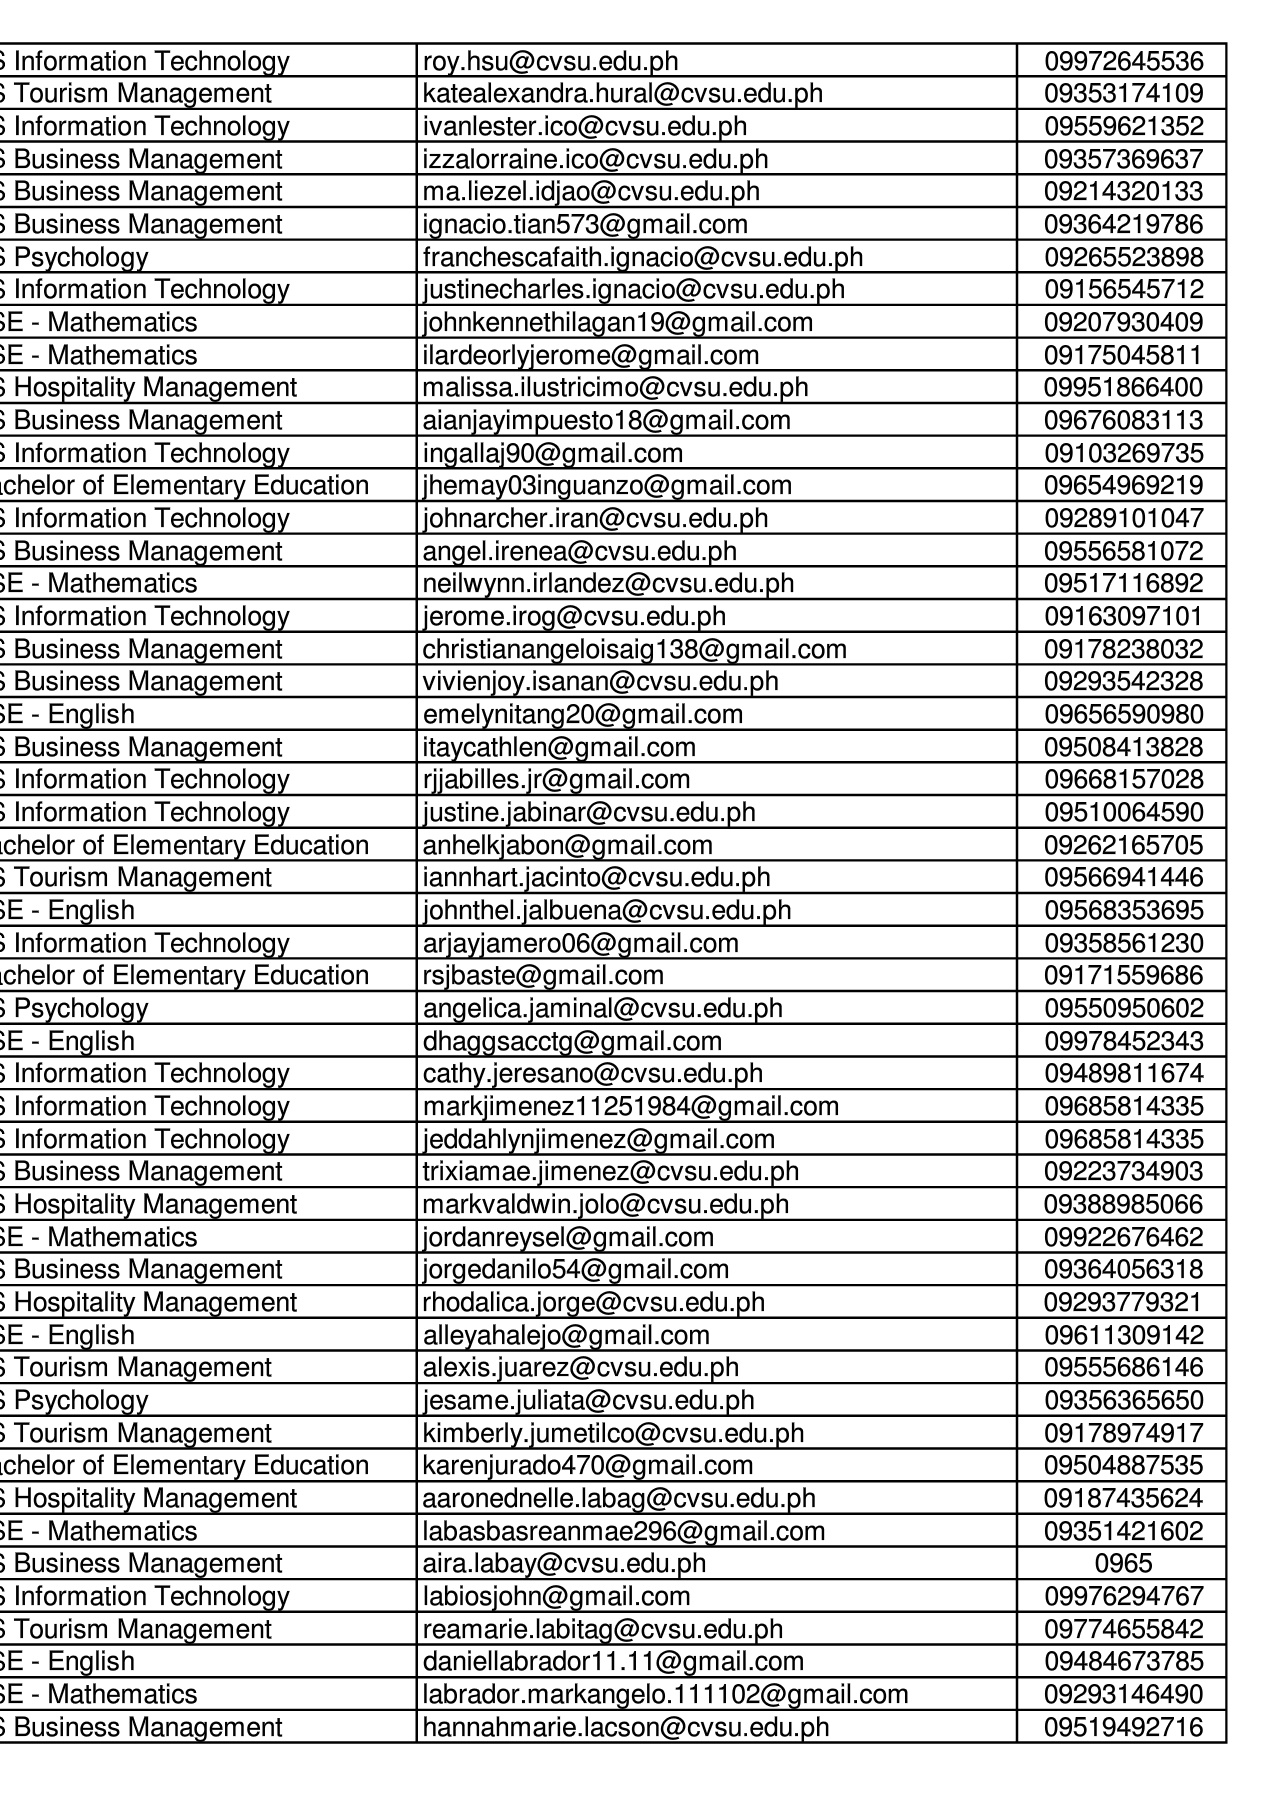 S Information Technology roy.hsu@cvsu.edu.ph 09972645536
S Tourism Management katealexandra.hural@cvsu.edu.ph 09353174109
S Information Technology ivanlester.ico@cvsu.edu.ph 09559621352
S Business Management izzalorraine.ico@cvsu.edu.ph 09357369637
S Business Management ma.liezel.idjao@cvsu.edu.ph 09214320133
S Business Management ignacio.tian573@gmail.com 09364219786
S Psychology franchescafaith.ignacio@cvsu.edu.ph 09265523898
S Information Technology justinecharles.ignacio@cvsu.edu.ph 09156545712
SE - Mathematics johnkennethilagan19@gmail.com 09207930409
SE - Mathematics ilardeorlyjerome@gmail.com 09175045811
S Hospitality Management malissa.ilustricimo@cvsu.edu.ph 09951866400
S Business Management aianjayimpuesto18@gmail.com 09676083113
S Information Technology ingallaj90@gmail.com 09103269735
achelor of Elementary Education jhemay03inguanzo@gmail.com 09654969219
S Information Technology johnarcher.iran@cvsu.edu.ph 09289101047
S Business Management angel.irenea@cvsu.edu.ph 09556581072
SE - Mathematics neilwynn.irlandez@cvsu.edu.ph 09517116892
S Information Technology jerome.irog@cvsu.edu.ph 09163097101
S Business Management christianangeloisaig138@gmail.com 09178238032
S Business Management vivienjoy.isanan@cvsu.edu.ph 09293542328
SE - English emelynitang20@gmail.com 09656590980
S Business Management itaycathlen@gmail.com 09508413828
S Information Technology rjjabilles.jr@gmail.com 09668157028
S Information Technology justine.jabinar@cvsu.edu.ph 09510064590
achelor of Elementary Education anhelkjabon@gmail.com 09262165705
S Tourism Management iannhart.jacinto@cvsu.edu.ph 09566941446
SE - English johnthel.jalbuena@cvsu.edu.ph 09568353695
S Information Technology arjayjamero06@gmail.com 09358561230
achelor of Elementary Education rsjbaste@gmail.com 09171559686
S Psychology angelica.jaminal@cvsu.edu.ph 09550950602
SE - English dhaggsacctg@gmail.com 09978452343
S Information Technology cathy.jeresano@cvsu.edu.ph 09489811674
S Information Technology markjimenez11251984@gmail.com 09685814335
S Information Technology jeddahlynjimenez@gmail.com 09685814335
S Business Management trixiamae.jimenez@cvsu.edu.ph 09223734903
S Hospitality Management markvaldwin.jolo@cvsu.edu.ph 09388985066
SE - Mathematics jordanreysel@gmail.com 09922676462
S Business Management jorgedanilo54@gmail.com 09364056318
S Hospitality Management rhodalica.jorge@cvsu.edu.ph 09293779321
SE - English alleyahalejo@gmail.com 09611309142
S Tourism Management alexis.juarez@cvsu.edu.ph 09555686146
S Psychology jesame.juliata@cvsu.edu.ph 09356365650
S Tourism Management kimberly.jumetilco@cvsu.edu.ph 09178974917
achelor of Elementary Education karenjurado470@gmail.com 09504887535
S Hospitality Management aaronednelle.labag@cvsu.edu.ph 09187435624
SE - Mathematics labasbasreanmae296@gmail.com 09351421602
S Business Management aira.labay@cvsu.edu.ph 0965
S Information Technology labiosjohn@gmail.com 09976294767
S Tourism Management reamarie.labitag@cvsu.edu.ph 09774655842
SE - English daniellabrador11.11@gmail.com 09484673785
SE - Mathematics labrador.markangelo.111102@gmail.com 09293146490
S Business Management hannahmarie.lacson@cvsu.edu.ph 09519492716